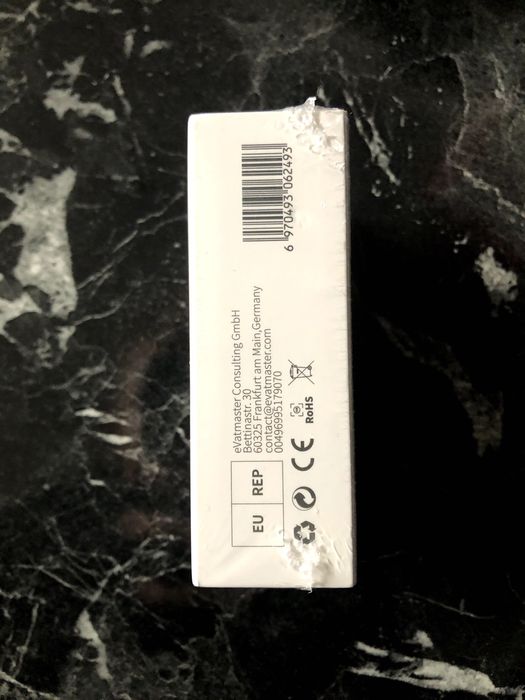 EU REP
eVatmaster Consulting GmbH
Bettinastr. 30
60325 Frankfurt am Main,Germany
contact@evatmaster.com
00496995179070
CE
RoHS
6 970493 062493